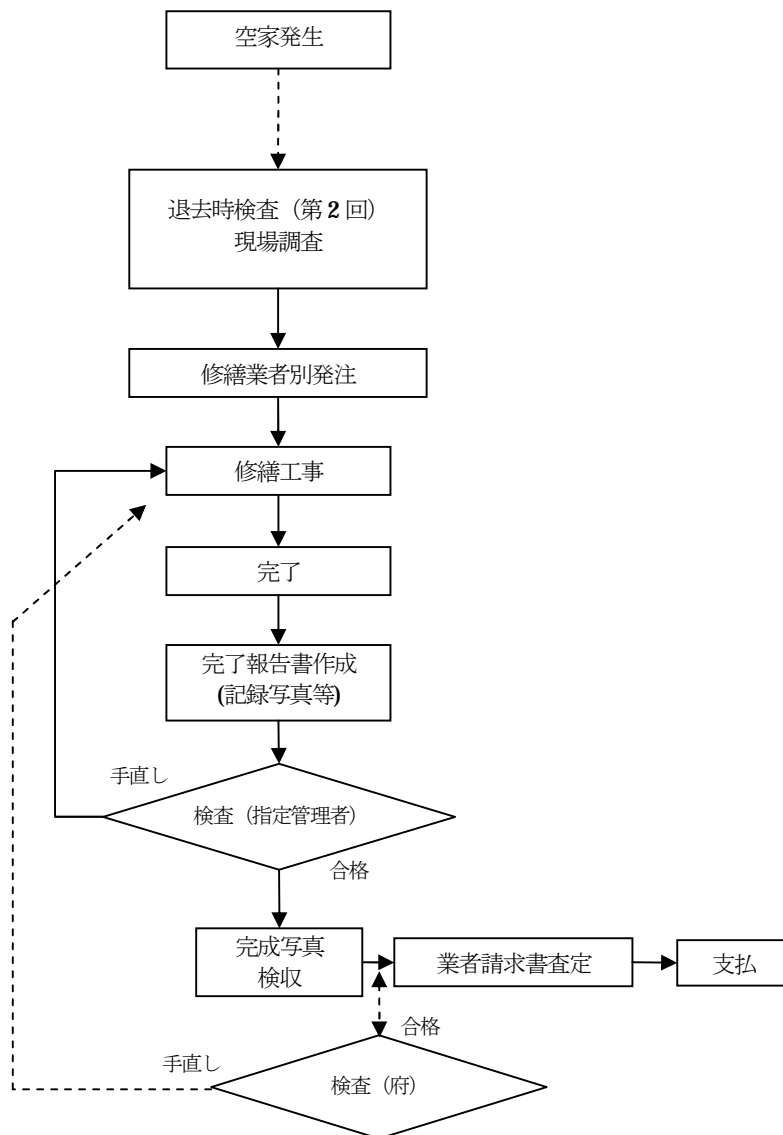 空家発生
退去時検査（第 2 回）
現場調査
修繕業者別発注
修繕工事
完了
完了報告書作成
(記録写真等)
手直し
検査（指定管理者）
合格
完成写真
検収
業者請求書査定
支払
合格
手直し
検査（府）